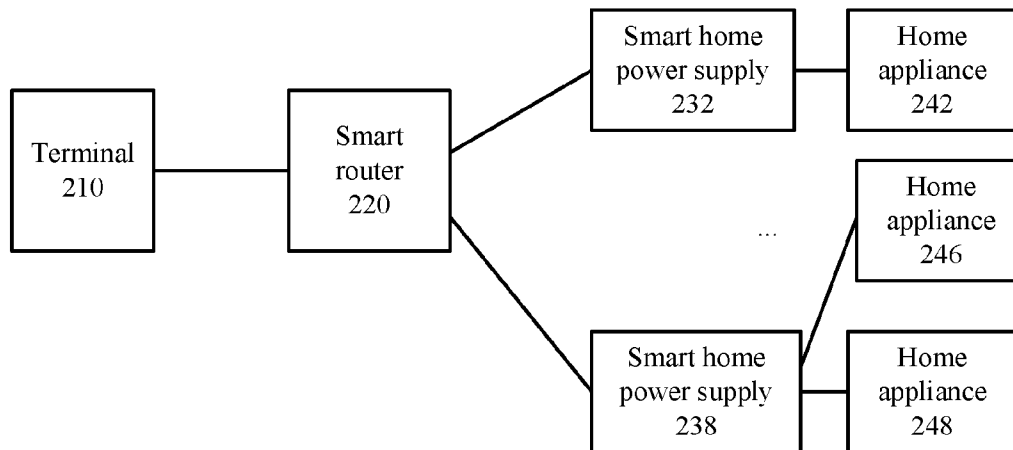 Terminal
210
Smart
router
220
Smart home
power supply
232
Home
appliance
242
...
Home
appliance
246
Smart home
power supply
238
Home
appliance
248